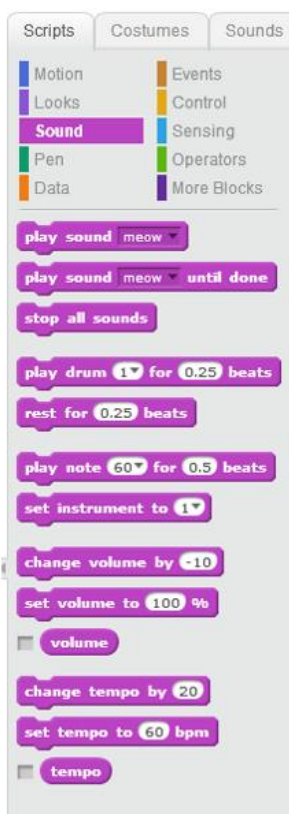 Scripts Costumes Sounds
Motion Events
Looks Control
Sound Sensing
Pen Operators
Data More Blocks
play sound meow
play sound meow until done
stop all sounds
play drum 1 for 0.25 beats
rest for 0.25 beats
play note 60 for 0.5 beats
set instrument to 1
change volume by -10
set volume to 100 %
volume
change tempo by 20
set tempo to 60 bpm
tempo